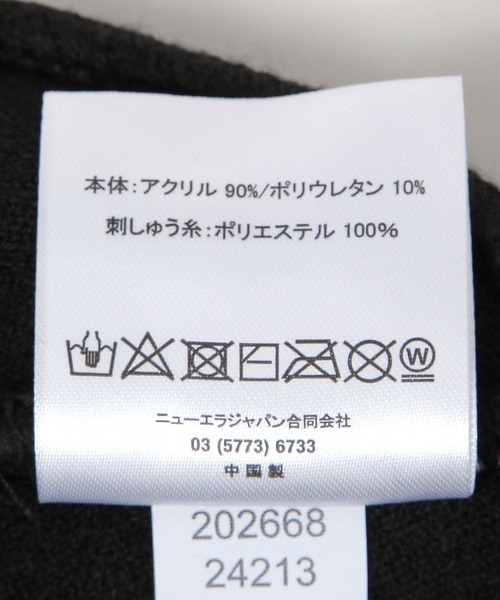 本体:アクリル 90%/ポリウレタン 10%
刺しゅう糸:ポリエステル 100%
W
ニューエラジャパン合同会社
03 (5773) 6733
中国製
202668
24213